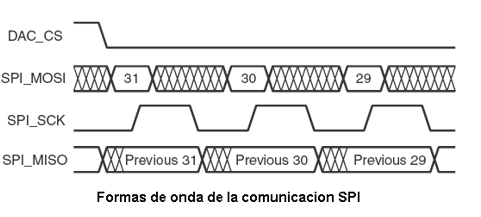 DAC_CS
SPI_MOSI 31 30 29
SPI_SCK
SPI_MISO Previous 31 Previous 30 Previous 29
Formas de onda de la comunicacion SPI